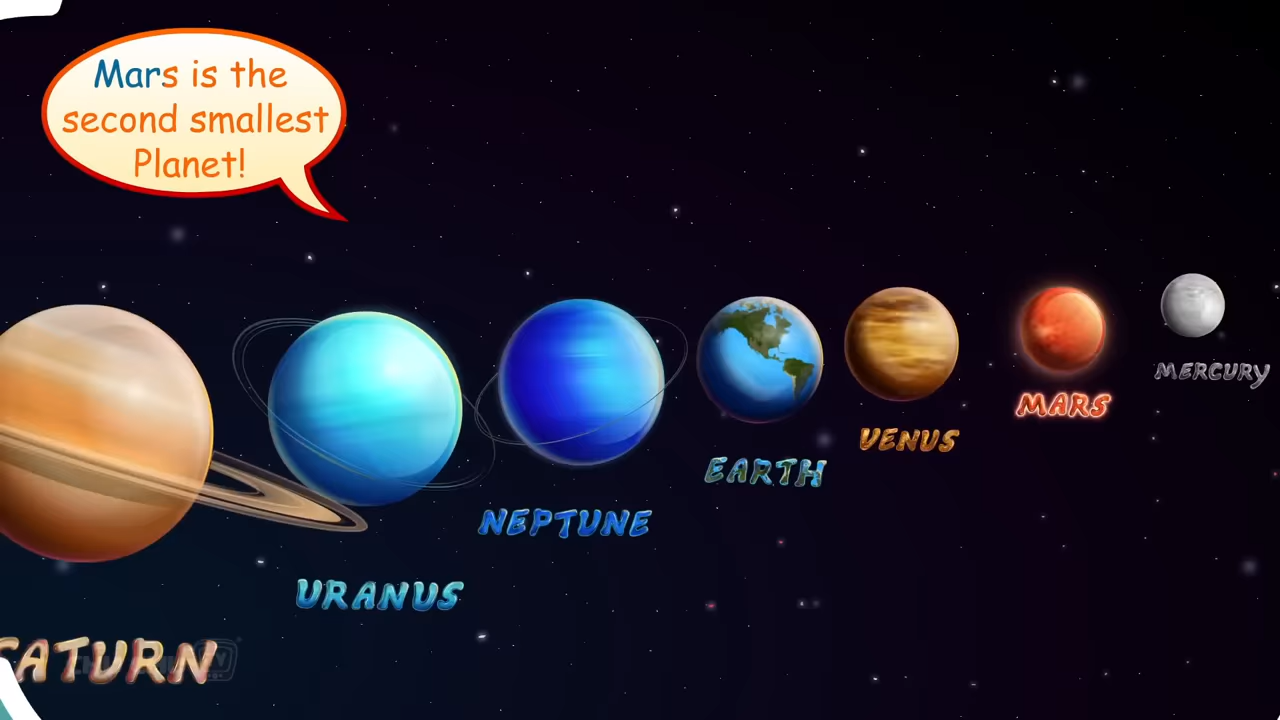 Mars is the
second smallest
Planet!
MERCURY
MARS
VENUS
EARTH
NEPTUNE
URANUS
SATURN